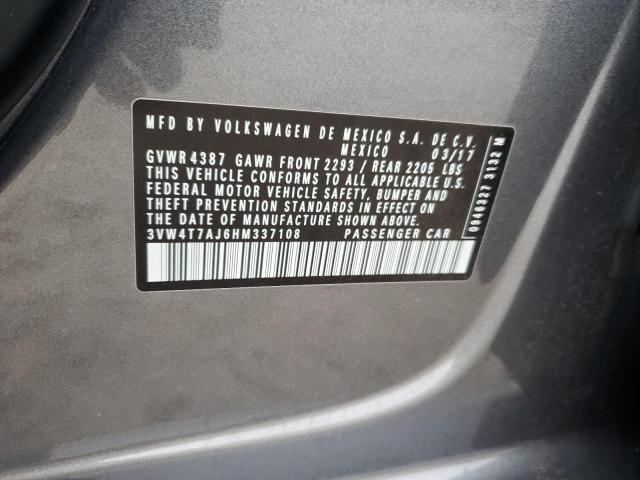 MFD BY VOLKSWAGEN DE MEXICO S.A. DE C.V.
MEXICO 03/17
GVWR 4387 GAWR FRONT 2293 / REAR 2205 LBS
THIS VEHICLE CONFORMS TO ALL APPLICABLE U.S.
FEDERAL MOTOR VEHICLE SAFETY, BUMPER AND
THEFT PREVENTION STANDARDS IN EFFECT ON
THE DATE OF MANUFACTURE SHOWN ABOVE.
3VW4T7AJ6HM337108 PASSENGER CAR
0046327 3132 M